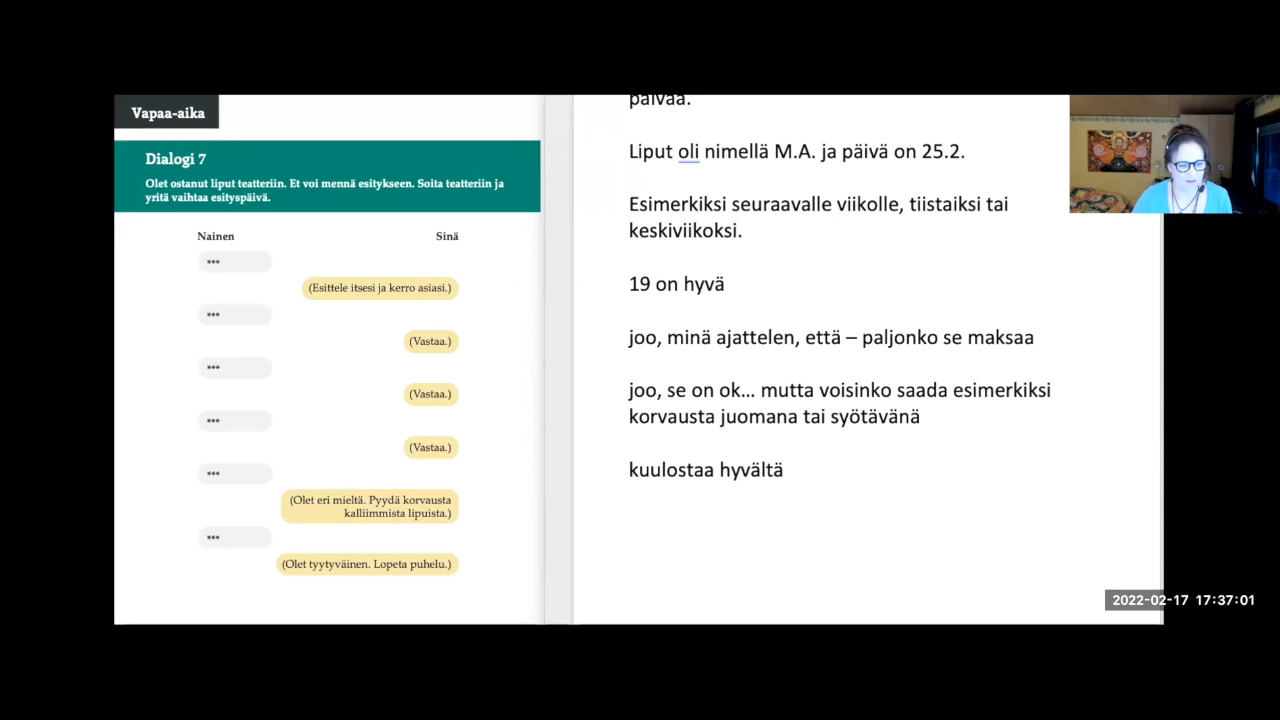 Vapaa-aika
Dialogi 7
Olet ostanut liput teatteriin. Et voi mennä esitykseen. Soita teatteriin ja
yritä vaihtaa esityspäivä.
Nainen
Sinä
***
(Esittele itsesi ja kerro asiasi.)
***
(Vastaa.)
***
(Vastaa.)
***
(Vastaa.)
***
(Olet eri mieltä. Pyydä korvausta
kalliimmista lipuista.)
***
(Olet tyytyväinen. Lopeta puhelu.)
päivää.
Liput oli nimellä M.A. ja päivä on 25.2.
Esimerkiksi seuraavalle viikolle, tiistaiksi tai
keskiviikoksi.
19 on hyvä
joo, minä ajattelen, että – paljonko se maksaa
joo, se on ok... mutta voisinko saada esimerkiksi
korvausta juomana tai syötävänä
kuulostaa hyvältä
2022-02-17 17:37:01